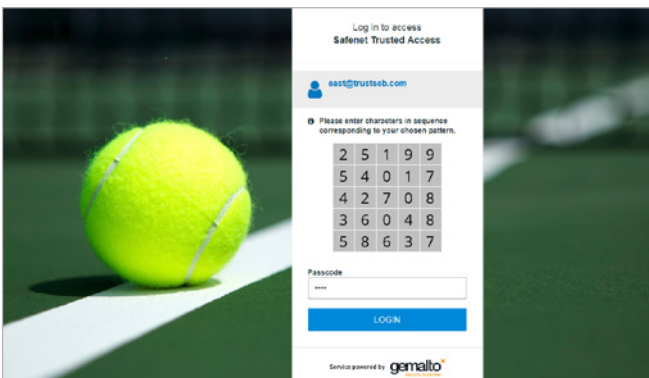 Log in to access
Safenet Trusted Access
east@trustseb.com
Please enter characters in sequence
corresponding to your chosen pattern.
2 5 1 9 9
5 4 0 1 7
4 2 7 0 8
3 6 0 4 8
5 8 6 3 7
Passcode
····
LOGIN
Service powered by gemalto